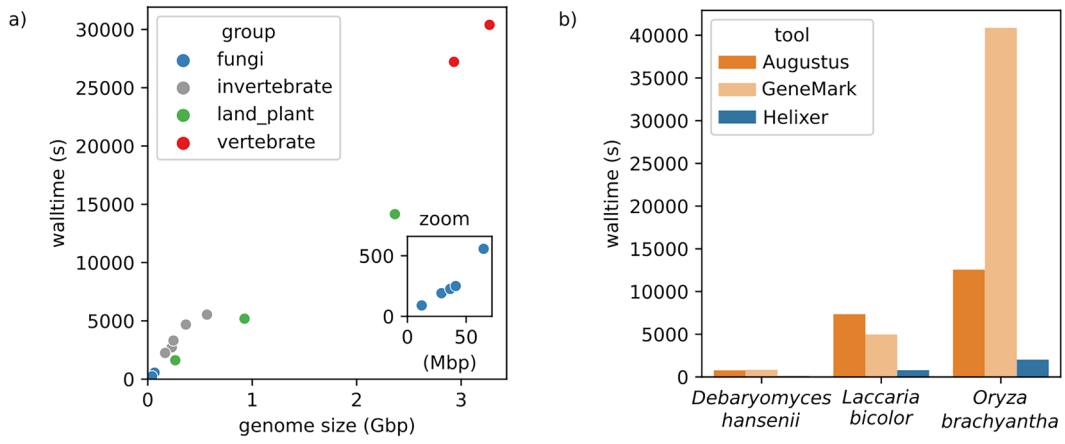 a)
group
fungi
invertebrate
land_plant
vertebrate
30000
25000
20000
15000
10000
5000
0
walltime (s)
0 1 2 3
genome size (Gbp)
zoom
500
0
0 50
(Mbp)
b)
tool
Augustus
GeneMark
Helixer
40000
35000
30000
25000
20000
15000
10000
5000
0
walltime (s)
Debaryomyces
hansenii
Laccaria
bicolor
Oryza
brachyantha